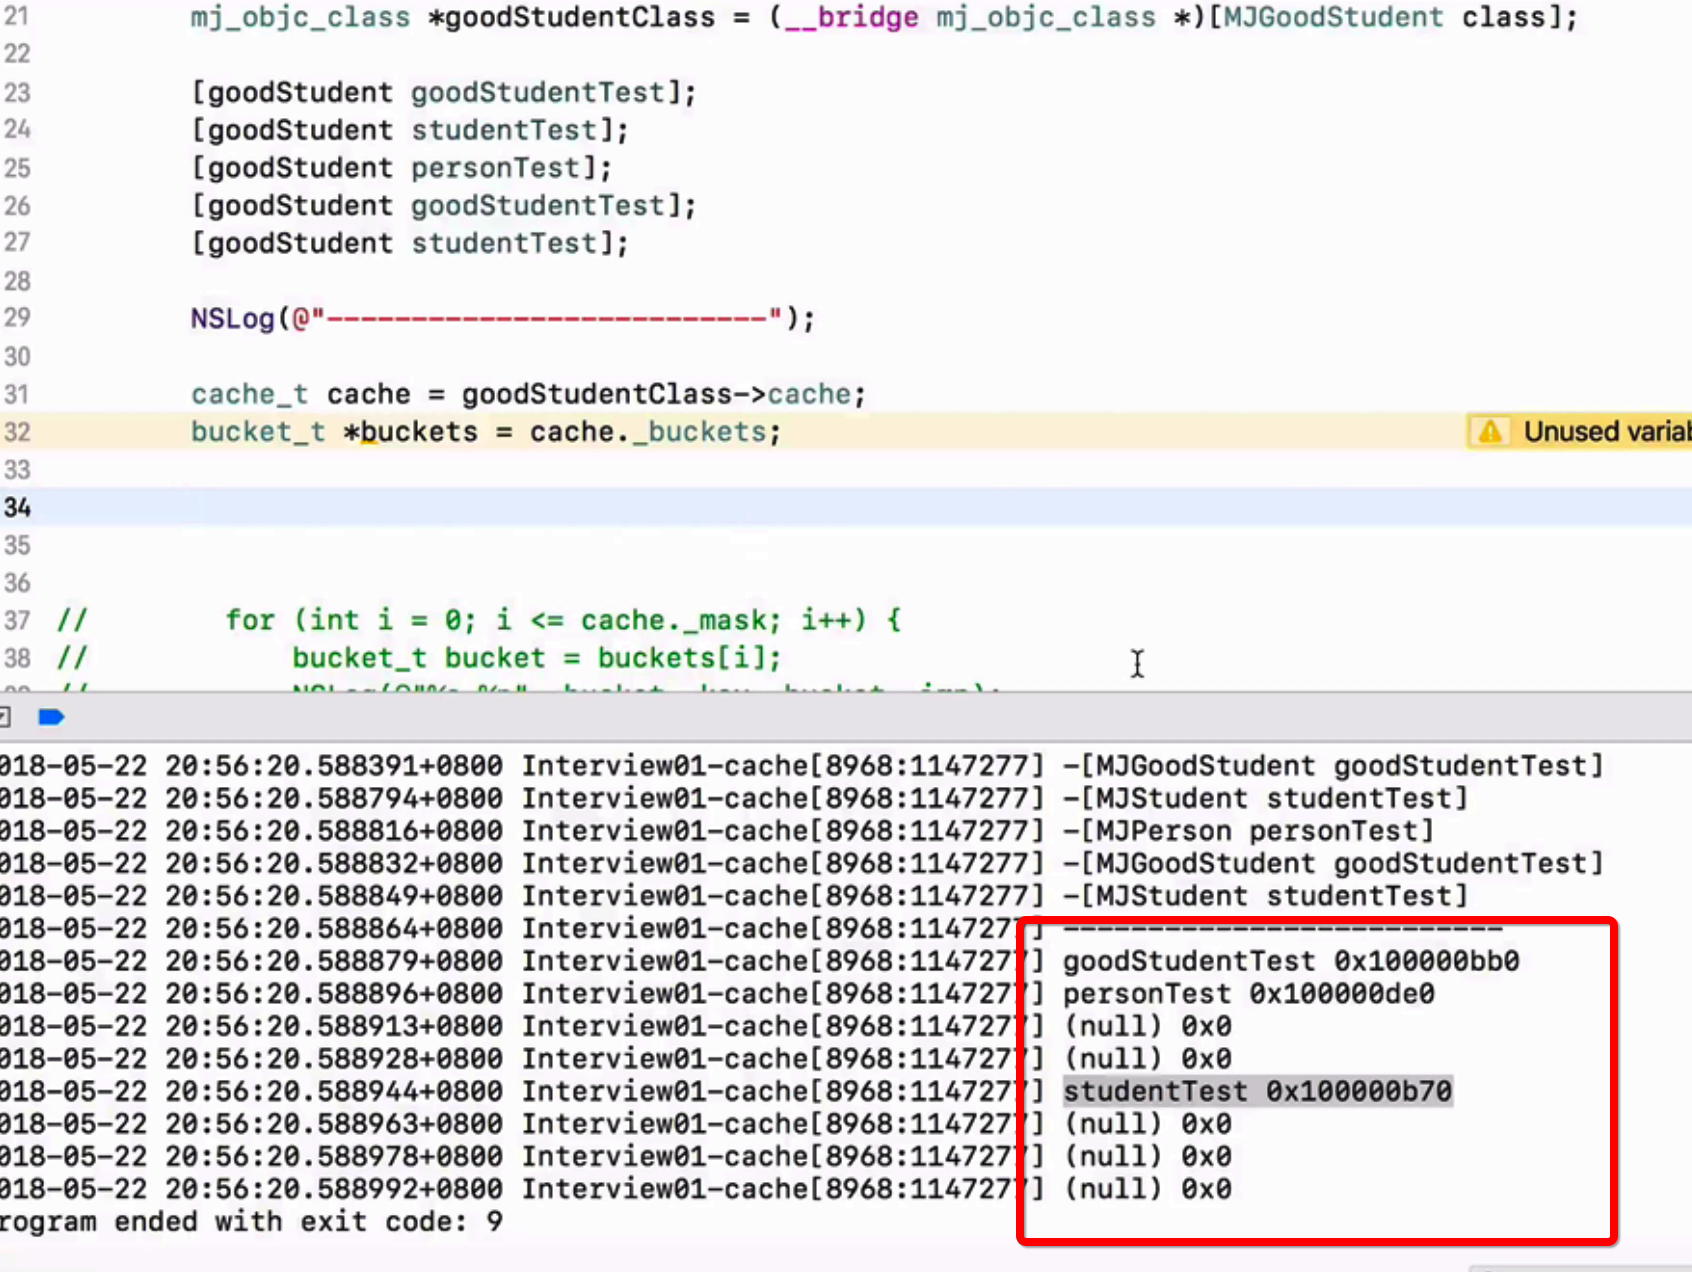 21 mj_objc_class *goodStudentClass = (__bridge mj_objc_class *)[MJGoodStudent class];
22
23 [goodStudent goodStudentTest];
24 [goodStudent studentTest];
25 [goodStudent personTest];
26 [goodStudent goodStudentTest];
27 [goodStudent studentTest];
28
29 NSLog(@"--------------------------");
30
31 cache_t cache = goodStudentClass->cache;
32 bucket_t *buckets = cache._buckets; Unused variab
33
34
35
36
37 // for (int i = 0; i <= cache._mask; i++) {
38 // bucket_t bucket = buckets[i];
018-05-22 20:56:20.588391+0800 Interview01-cache[8968:1147277] -[MJGoodStudent goodStudentTest]
018-05-22 20:56:20.588794+0800 Interview01-cache[8968:1147277] -[MJStudent studentTest]
018-05-22 20:56:20.588816+0800 Interview01-cache[8968:1147277] -[MJPerson personTest]
018-05-22 20:56:20.588832+0800 Interview01-cache[8968:1147277] -[MJGoodStudent goodStudentTest]
018-05-22 20:56:20.588849+0800 Interview01-cache[8968:1147277] -[MJStudent studentTest]
018-05-22 20:56:20.588864+0800 Interview01-cache[8968:1147277] --------------------------
018-05-22 20:56:20.588879+0800 Interview01-cache[8968:1147277] goodStudentTest 0x100000bb0
018-05-22 20:56:20.588896+0800 Interview01-cache[8968:1147277] personTest 0x100000de0
018-05-22 20:56:20.588913+0800 Interview01-cache[8968:1147277] (null) 0x0
018-05-22 20:56:20.588928+0800 Interview01-cache[8968:1147277] (null) 0x0
018-05-22 20:56:20.588944+0800 Interview01-cache[8968:1147277] studentTest 0x100000b70
018-05-22 20:56:20.588963+0800 Interview01-cache[8968:1147277] (null) 0x0
018-05-22 20:56:20.588978+0800 Interview01-cache[8968:1147277] (null) 0x0
018-05-22 20:56:20.588992+0800 Interview01-cache[8968:1147277] (null) 0x0
rogram ended with exit code: 9